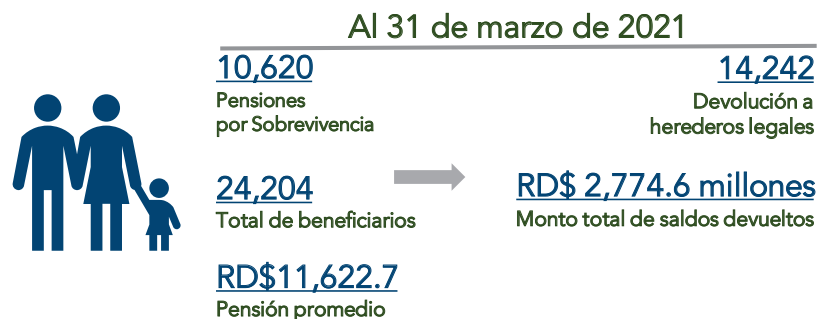 Al 31 de marzo de 2021
10,620
Pensiones
por Sobrevivencia
24,204
Total de beneficiarios
RD$11,622.7
Pensión promedio
14,242
Devolución a
herederos legales
RD$ 2,774.6 millones
Monto total de saldos devueltos